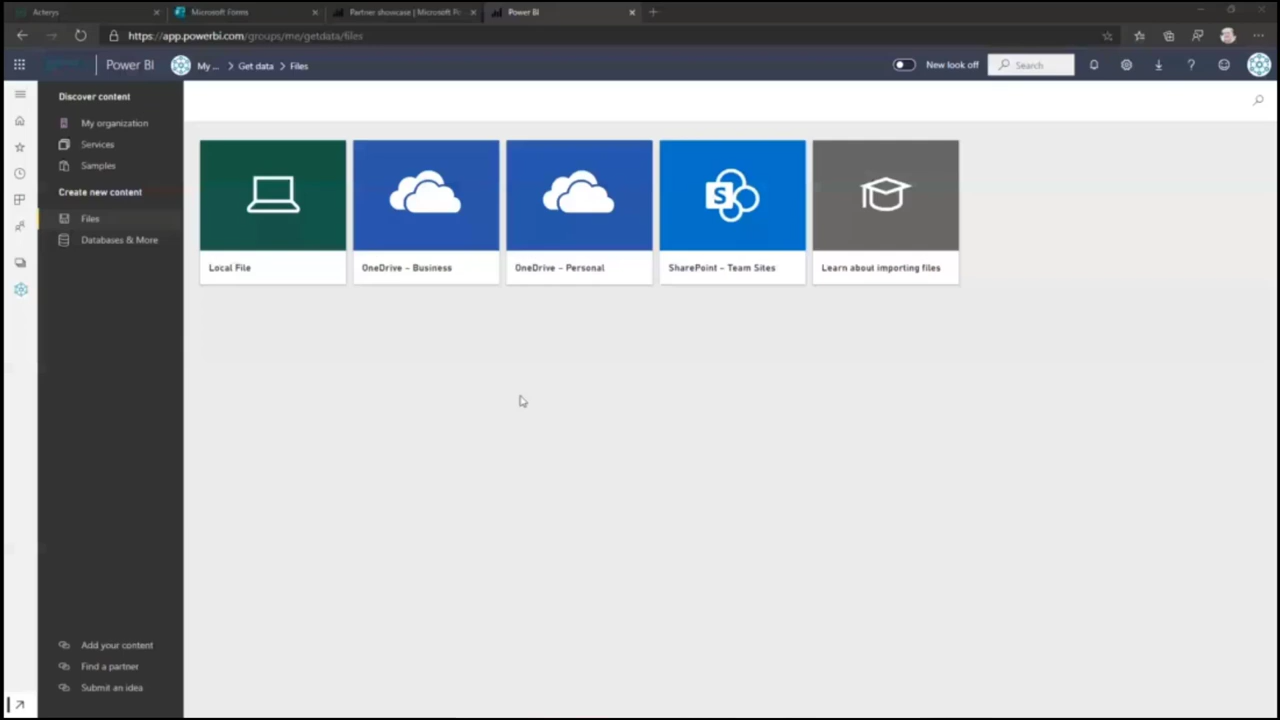 Acterys
Microsoft Forms
Partner showcase | Microsoft Po
Power BI
https://app.powerbi.com/groups/me/getdata/files
Power BI
My ...
Get data
Files
New look off
Search
Discover content
My organization
Services
Samples
Create new content
Files
Databases & More
Local File
OneDrive – Business
OneDrive – Personal
S
SharePoint – Team Sites
Learn about importing files
Add your content
Find a partner
Submit an idea